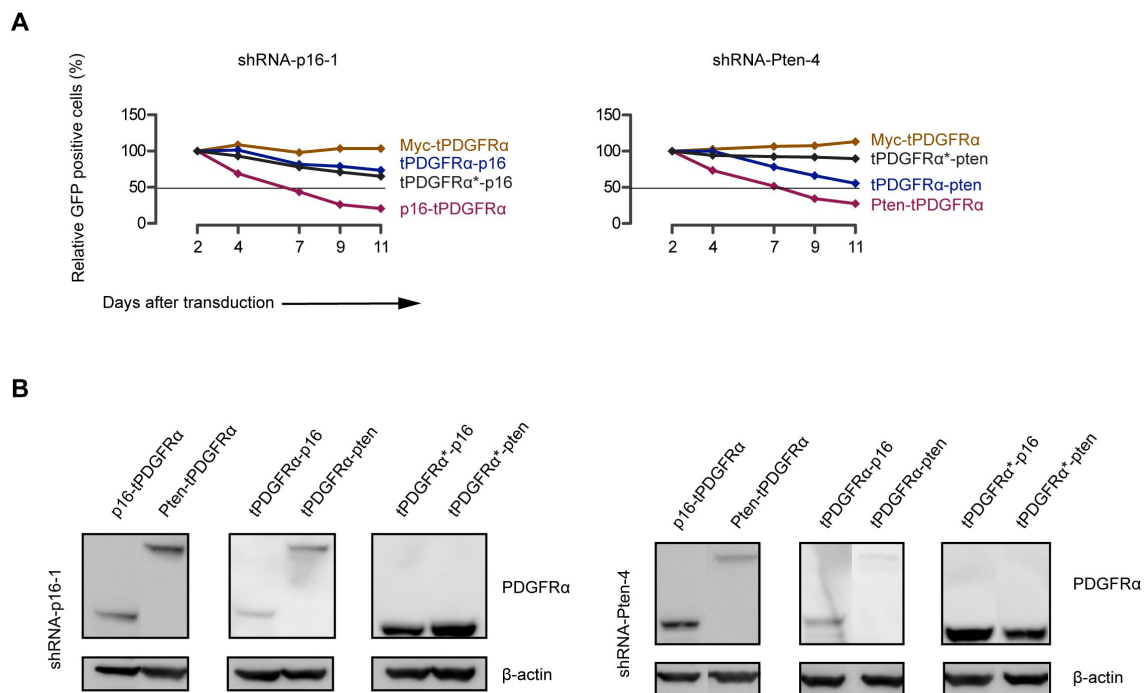 A
shRNA-p16-1
shRNA-Pten-4
Relative GFP positive cells (%)
150
100
50
0
2 4 7 9 11
Myc-tPDGFRα
tPDGFRα-p16
tPDGFRα*-p16
p16-tPDGFRα
150
100
50
0
2 4 7 9 11
Myc-tPDGFRα
tPDGFRα*-pten
tPDGFRα-pten
Pten-tPDGFRα
Days after transduction
B
p16-tPDGFRα
Pten-tPDGFRα
tPDGFRα-p16
tPDGFRα-pten
tPDGFRα*-p16
tPDGFRα*-pten
shRNA-p16-1
PDGFRα
β-actin
p16-tPDGFRα
Pten-tPDGFRα
tPDGFRα-p16
tPDGFRα-pten
tPDGFRα*-p16
tPDGFRα*-pten
shRNA-Pten-4
PDGFRα
β-actin